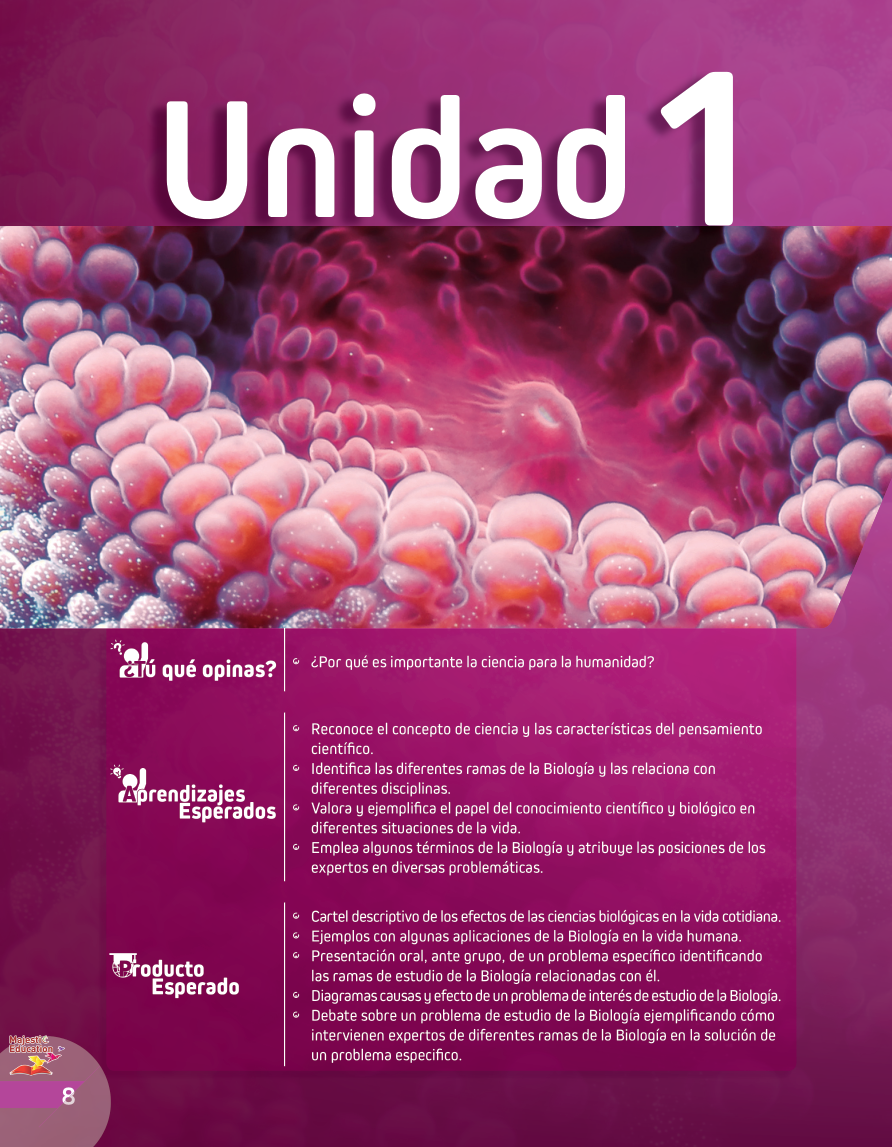 Unidad 1
¿Tú qué opinas?
¿Por qué es importante la ciencia para la humanidad?
Aprendizajes
Esperados
Reconoce el concepto de ciencia y las características del pensamiento
científico.
Identifica las diferentes ramas de la Biología y las relaciona con
diferentes disciplinas.
Valora y ejemplifica el papel del conocimiento científico y biológico en
diferentes situaciones de la vida.
Emplea algunos términos de la Biología y atribuye las posiciones de los
expertos en diversas problemáticas.
Producto
Esperado
Cartel descriptivo de los efectos de las ciencias biológicas en la vida cotidiana.
Ejemplos con algunas aplicaciones de la Biología en la vida humana.
Presentación oral, ante grupo, de un problema específico identificando
las ramas de estudio de la Biología relacionadas con él.
Diagramas causas y efecto de un problema de interés de estudio de la Biología.
Debate sobre un problema de estudio de la Biología ejemplificando cómo
intervienen expertos de diferentes ramas de la Biología en la solución de
un problema especifico.
Majestic
Education
8